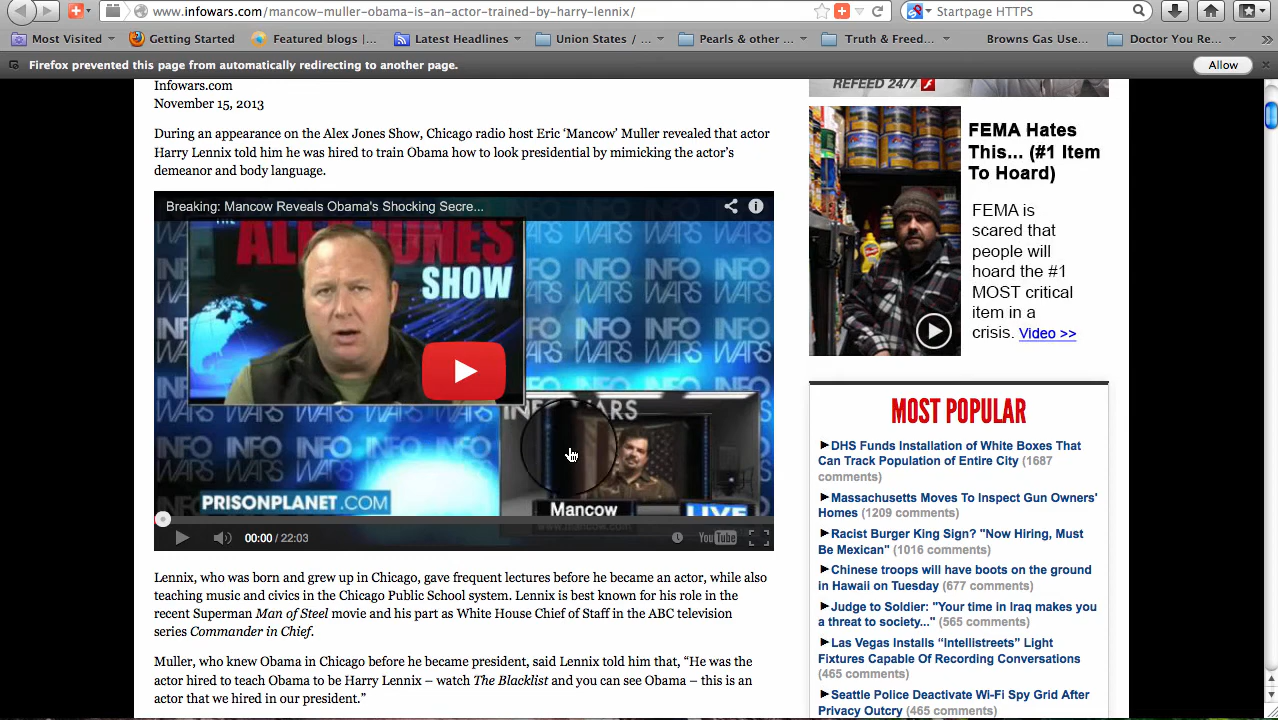 www.infowars.com/mancow-muller-obama-is-an-actor-trained-by-harry-lennix/
Startpage HTTPS
Most Visited
Getting Started
Featured blogs |...
Latest Headlines
Union States / ...
Pearls & other ...
Truth & Freed...
Browns Gas Use...
Doctor You Re...
Firefox prevented this page from automatically redirecting to another page.
Allow
Infowars.com
November 15, 2013
During an appearance on the Alex Jones Show, Chicago radio host Eric ‘Mancow’ Muller revealed that actor
Harry Lennix told him he was hired to train Obama how to look presidential by mimicking the actor’s
demeanor and body language.
Breaking: Mancow Reveals Obama's Shocking Secre...
THE
ALEX JONES
SHOW
INFO WARS
PRISONPLANET.COM
Mancow
LIVE
www.mancow.com
00:00 / 22:03
YouTube
Lennix, who was born and grew up in Chicago, gave frequent lectures before he became an actor, while also
teaching music and civics in the Chicago Public School system. Lennix is best known for his role in the
recent Superman Man of Steel movie and his part as White House Chief of Staff in the ABC television
series Commander in Chief.
Muller, who knew Obama in Chicago before he became president, said Lennix told him that, “He was the
actor hired to teach Obama to be Harry Lennix – watch The Blacklist and you can see Obama – this is an
actor that we hired in our president.”
REFEED 24/7
FEMA Hates
This... (#1 Item
To Hoard)
FEMA is
scared that
people will
hoard the #1
MOST critical
item in a
crisis. Video >>
MOST POPULAR
DHS Funds Installation of White Boxes That
Can Track Population of Entire City (1687
comments)
Massachusetts Moves To Inspect Gun Owners'
Homes (1209 comments)
Racist Burger King Sign? "Now Hiring, Must
Be Mexican" (1016 comments)
Chinese troops will have boots on the ground
in Hawaii on Tuesday (677 comments)
Judge to Soldier: "Your time in Iraq makes you
a threat to society..." (565 comments)
Las Vegas Installs “Intellistreets” Light
Fixtures Capable Of Recording Conversations
(465 comments)
Seattle Police Deactivate Wi-Fi Spy Grid After
Privacy Outcry (465 comments)